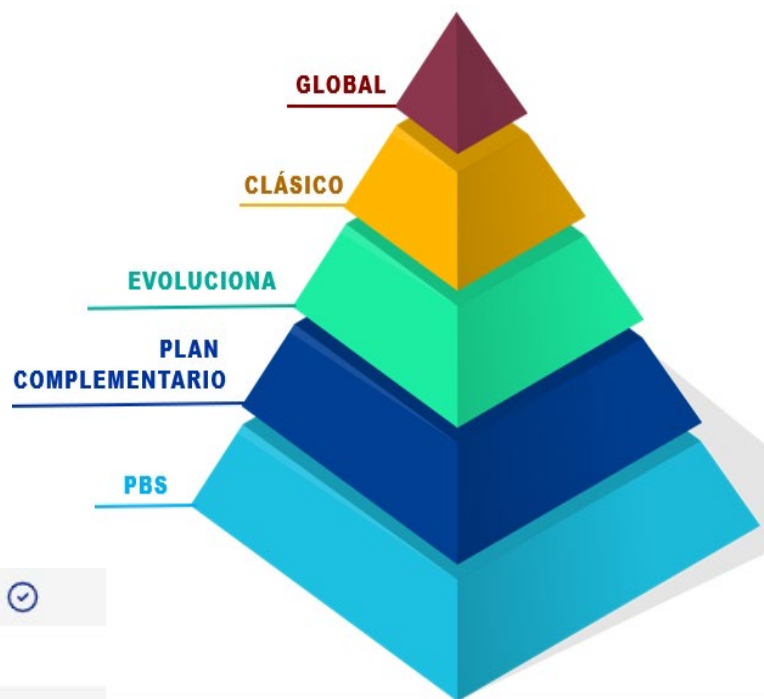 GLOBAL
CLÁSICO
EVOLUCIONA
PLAN
COMPLEMENTARIO
PBS